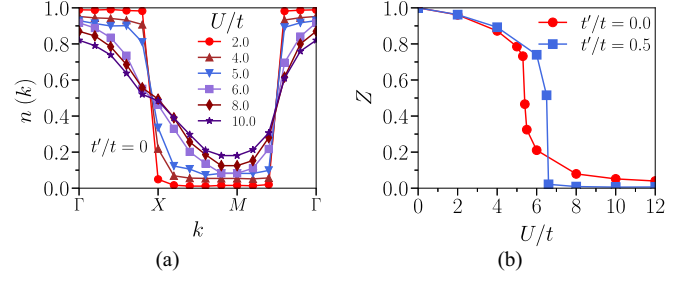 1.0
0.8
0.6
0.4
0.2
0.0
n (k)
U/t
2.0
4.0
5.0
6.0
8.0
10.0
t′/t = 0
Γ X M Γ
k
(a)
1.0
0.8
0.6
0.4
0.2
0.0
Z
t′/t = 0.0
t′/t = 0.5
0 2 4 6 8 10 12
U/t
(b)